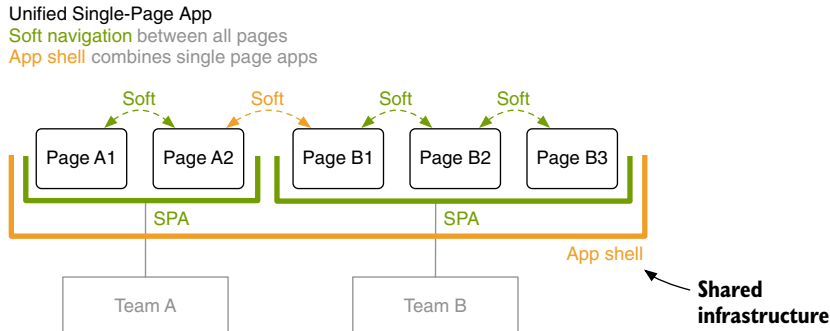 Unified Single-Page App
Soft navigation between all pages
App shell combines single page apps
Soft Soft Soft Soft
Page A1 Page A2 Page B1 Page B2 Page B3
SPA SPA
App shell
Team A Team B
Shared
infrastructure